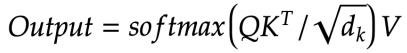 Output = softmax(QK^T / √d_k) V